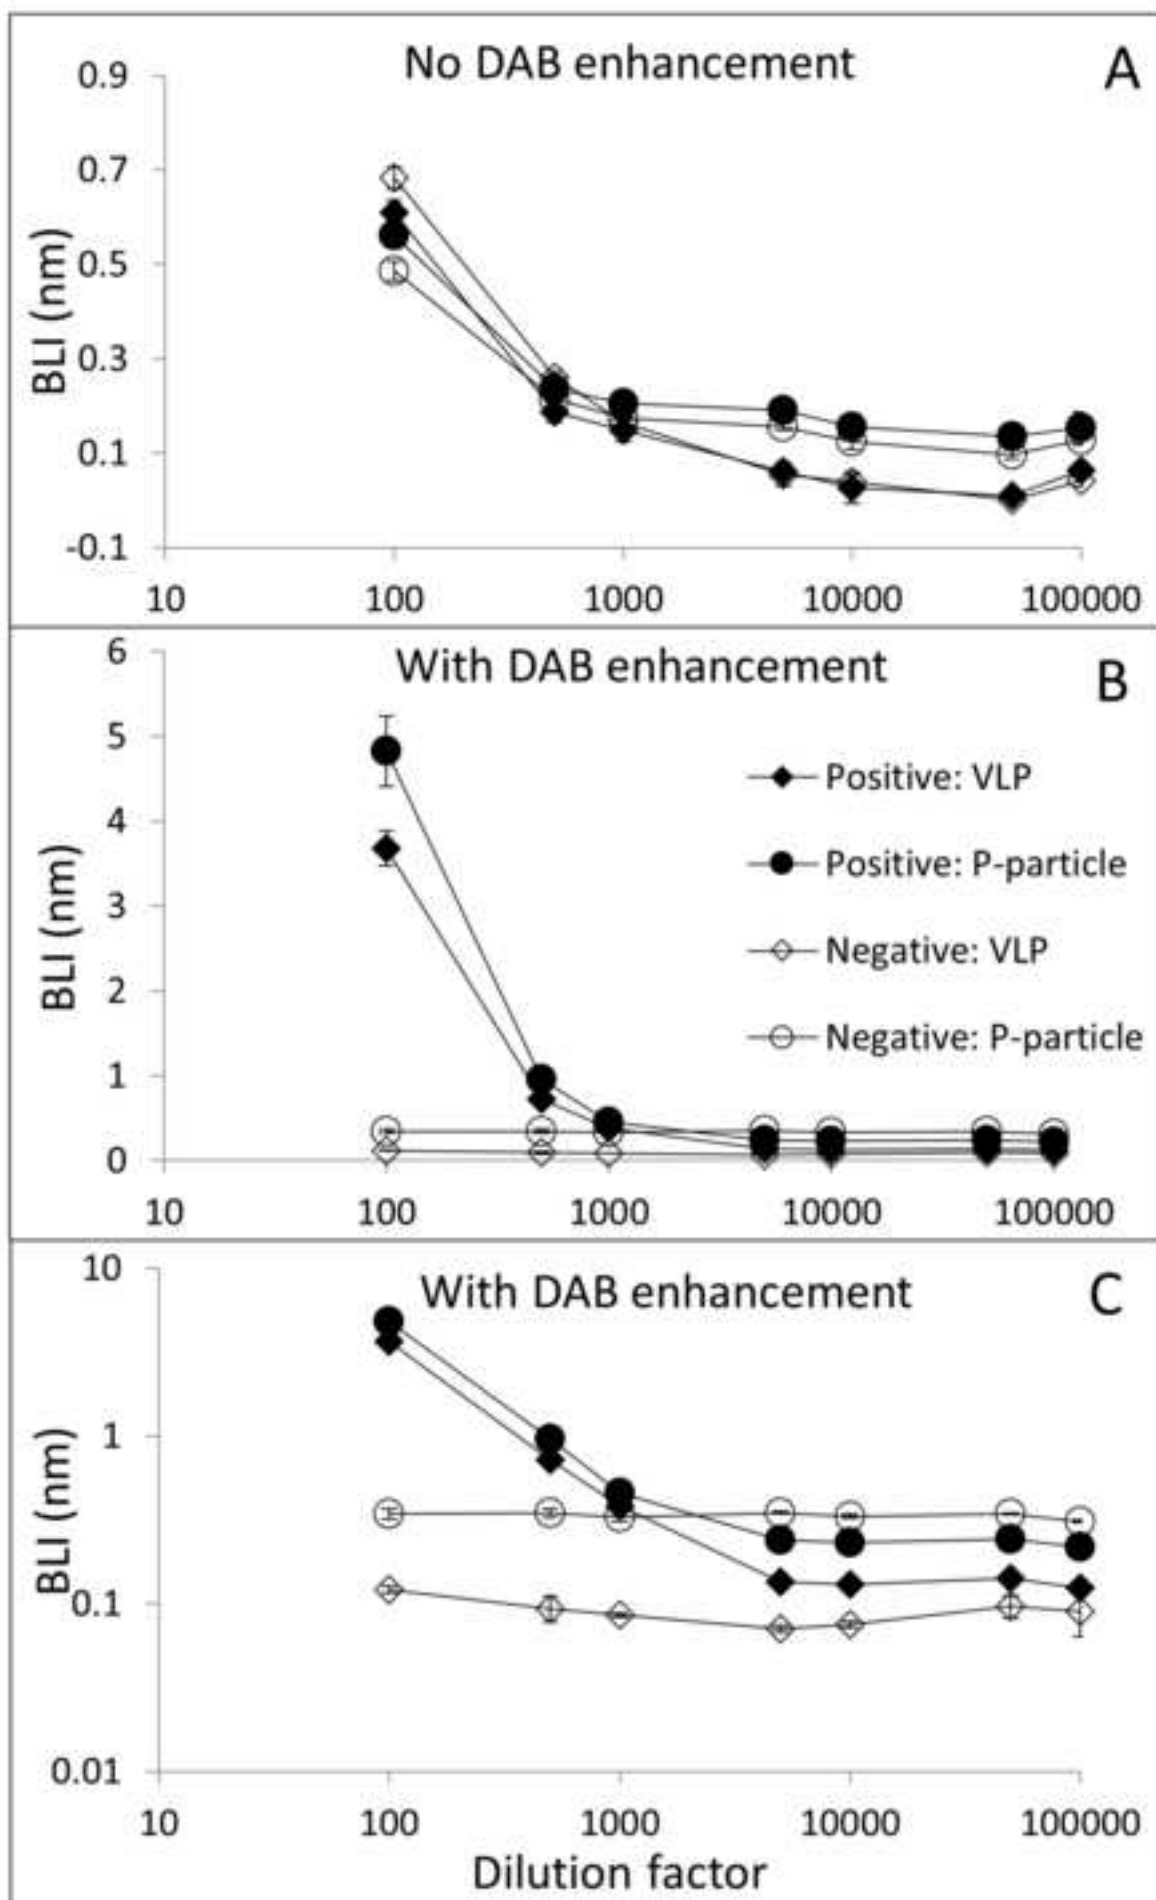 No DAB enhancement
A
0.9
0.7
0.5
0.3
0.1
-0.1
BLI (nm)
10 100 1000 10000 100000
With DAB enhancement
B
6
5
4
3
2
1
0
BLI (nm)
Positive: VLP
Positive: P-particle
Negative: VLP
Negative: P-particle
10 100 1000 10000 100000
With DAB enhancement
C
10
1
0.1
0.01
BLI (nm)
10 100 1000 10000 100000
Dilution factor